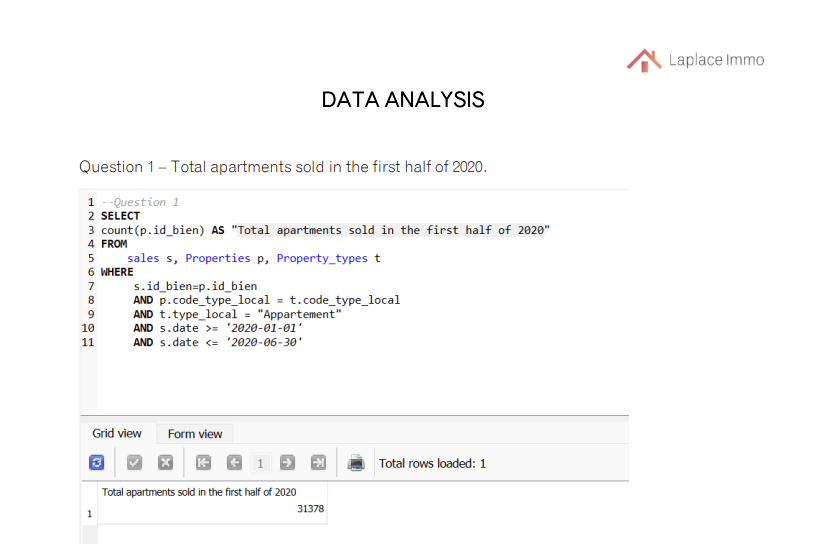 Laplace Immo
DATA ANALYSIS
Question 1 – Total apartments sold in the first half of 2020.
1 --Question 1
2 SELECT
3 count(p.id_bien) AS "Total apartments sold in the first half of 2020"
4 FROM
5 sales s, Properties p, Property_types t
6 WHERE
7 s.id_bien=p.id_bien
8 AND p.code_type_local = t.code_type_local
9 AND t.type_local = "Appartement"
10 AND s.date >= '2020-01-01'
11 AND s.date <= '2020-06-30'
Grid view Form view
1 Total rows loaded: 1
Total apartments sold in the first half of 2020
1 31378